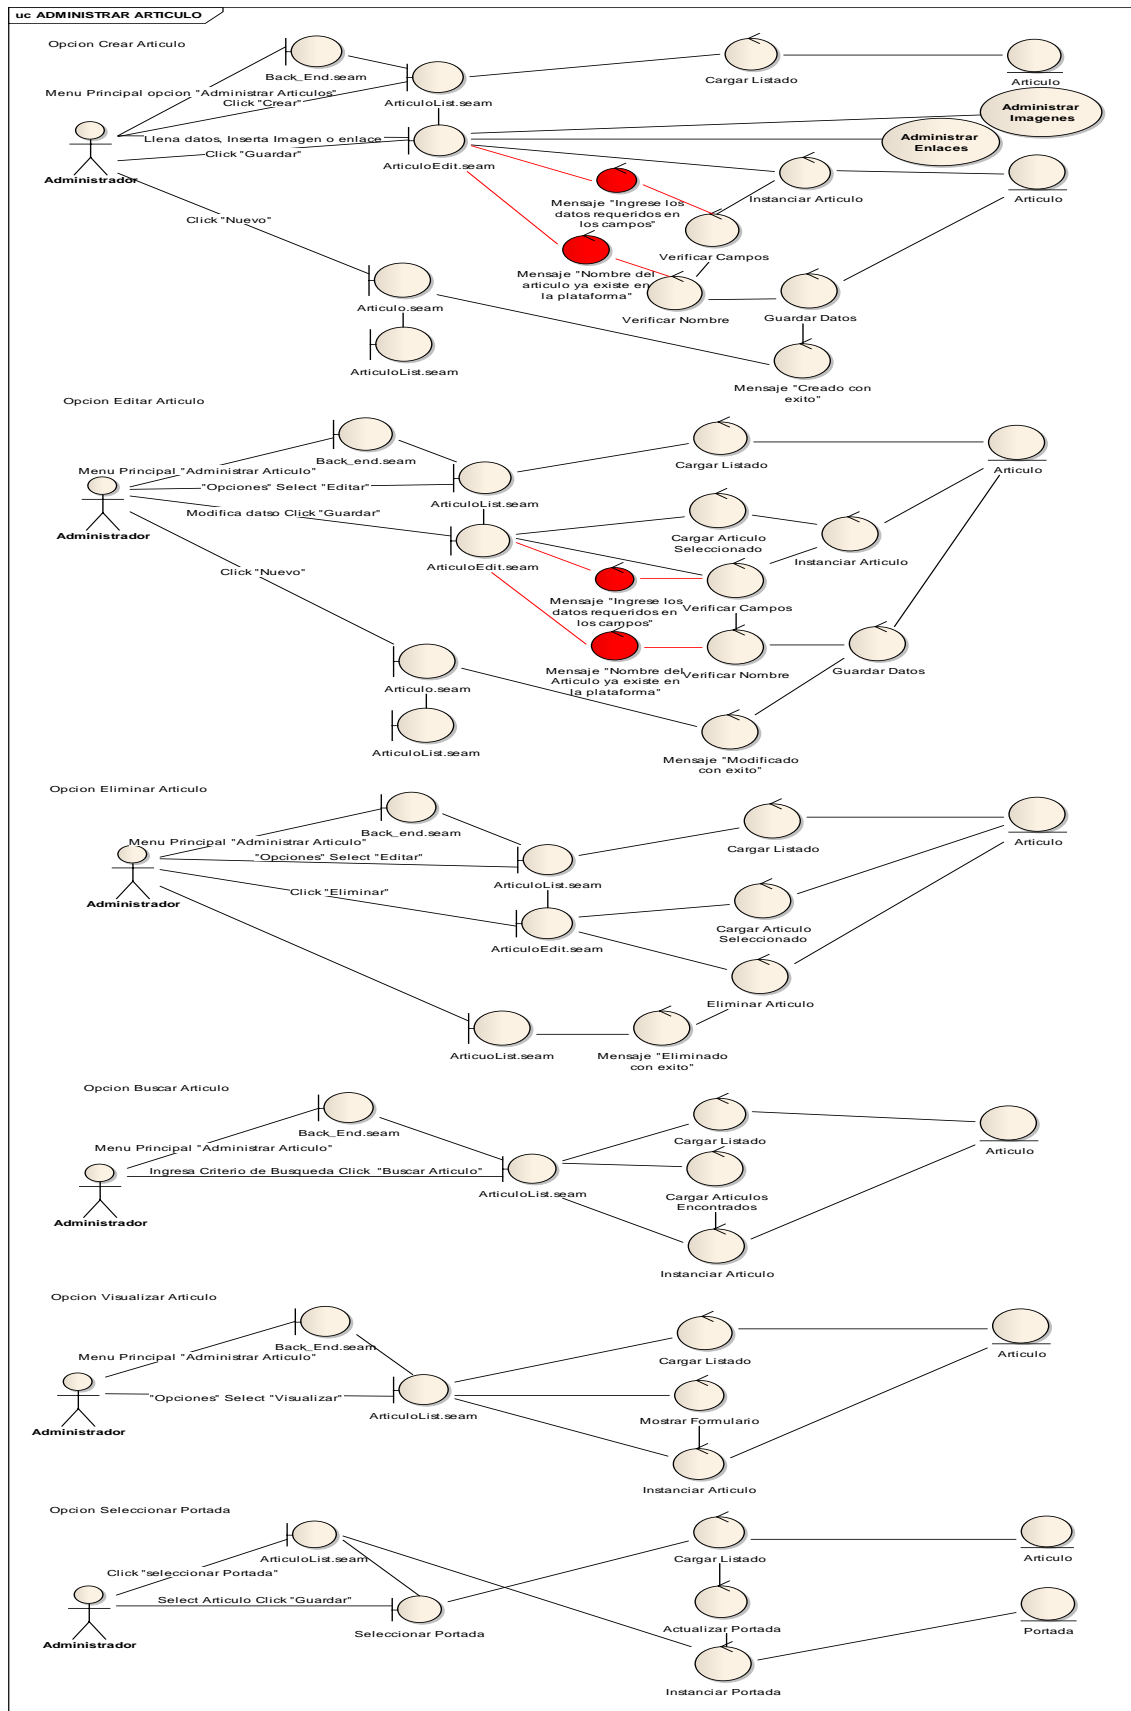 uc ADMINISTRAR ARTICULO
Opcion Crear Articulo
Back_End.seam
Cargar Listado
Articulo
Menu Principal opcion "Administrar Articulos"
Click "Crear"
ArticuloList.seam
Administrar
Imagenes
Llena datos, Inserta Imagen o enlace
Administrar
Enlaces
Click "Guardar"
ArticuloEdit.seam
Administrador
Mensaje "Ingrese los
datos requeridos en
los campos"
Instanciar Articulo
Articulo
Click "Nuevo"
Verificar Campos
Mensaje "Nombre del
articulo ya existe en
la plataforma"
Articulo.seam
Verificar Nombre
Guardar Datos
ArticuloList.seam
Mensaje "Creado con
exito"
Opcion Editar Articulo
Back_end.seam
Cargar Listado
Articulo
Menu Principal "Administrar Articulo"
"Opciones" Select "Editar"
ArticuloList.seam
Modifica datso Click "Guardar"
Administrador
Cargar Articulo
Seleccionado
Instanciar Articulo
ArticuloEdit.seam
Click "Nuevo"
Mensaje "Ingrese los
datos requeridos en
los campos"
Verificar Campos
Mensaje "Nombre del
Articulo ya existe en
la plataforma"
Verificar Nombre
Guardar Datos
Articulo.seam
ArticuloList.seam
Mensaje "Modificado
con exito"
Opcion Eliminar Articulo
Back_end.seam
Menu Principal "Administrar Articulo"
Cargar Listado
Articulo
"Opciones" Select "Editar"
ArticuloList.seam
Click "Eliminar"
Administrador
Cargar Articulo
Seleccionado
ArticuloEdit.seam
Eliminar Articulo
ArticuoList.seam
Mensaje "Eliminado
con exito"
Opcion Buscar Articulo
Back_End.seam
Menu Principal "Administrar Articulo"
Cargar Listado
Articulo
Ingresa Criterio de Busqueda Click "Buscar Articulo"
ArticuloList.seam
Cargar Articulos
Encontrados
Administrador
Instanciar Articulo
Opcion Visualizar Articulo
Back_End.seam
Menu Principal "Administrar Articulo"
Cargar Listado
Articulo
"Opciones" Select "Visualizar"
ArticuloList.seam
Mostrar Formulario
Administrador
Instanciar Articulo
Opcion Seleccionar Portada
ArticuloList.seam
Cargar Listado
Articulo
Click "seleccionar Portada"
Select Articulo Click "Guardar"
Seleccionar Portada
Actualizar Portada
Portada
Administrador
Instanciar Portada